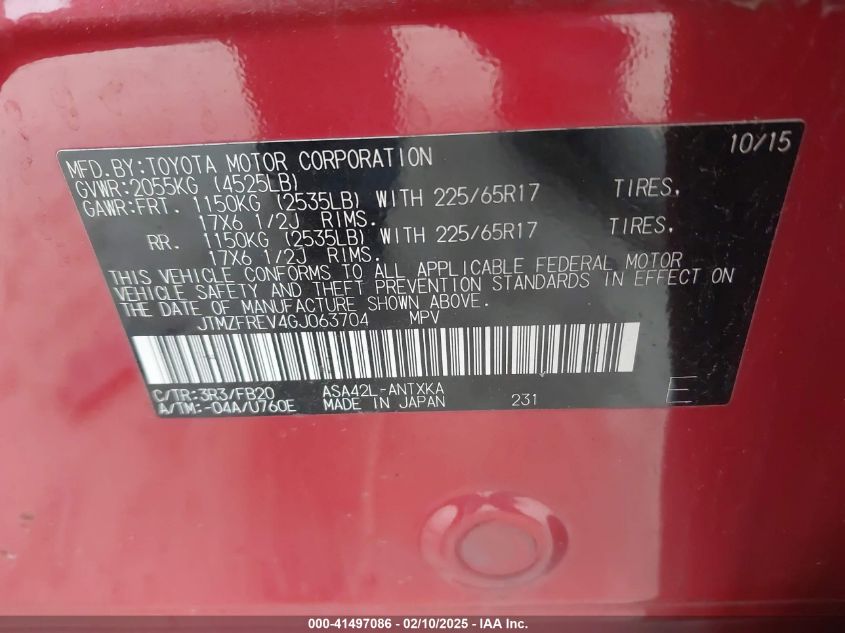 10/15
MFD.BY:TOYOTA MOTOR CORPORATION
GVWR:2055KG (4525LB)
GAWR:FRT. 1150KG (2535LB) WITH 225/65R17 TIRES,
17X6 1/2J RIMS.
RR. 1150KG (2535LB) WITH 225/65R17 TIRES,
17X6 1/2J RIMS.
THIS VEHICLE CONFORMS TO ALL APPLICABLE FEDERAL MOTOR
VEHICLE SAFETY AND THEFT PREVENTION STANDARDS IN EFFECT ON
THE DATE OF MANUFACTURE SHOWN ABOVE.
JTMZFREV4GJ063704 MPV
C/TR:3R3/FB20 ASA42L-ANTXKA
A/TM:-04A/U760E MADE IN JAPAN 231 E
000-41497086 - 02/10/2025 - IAA Inc.